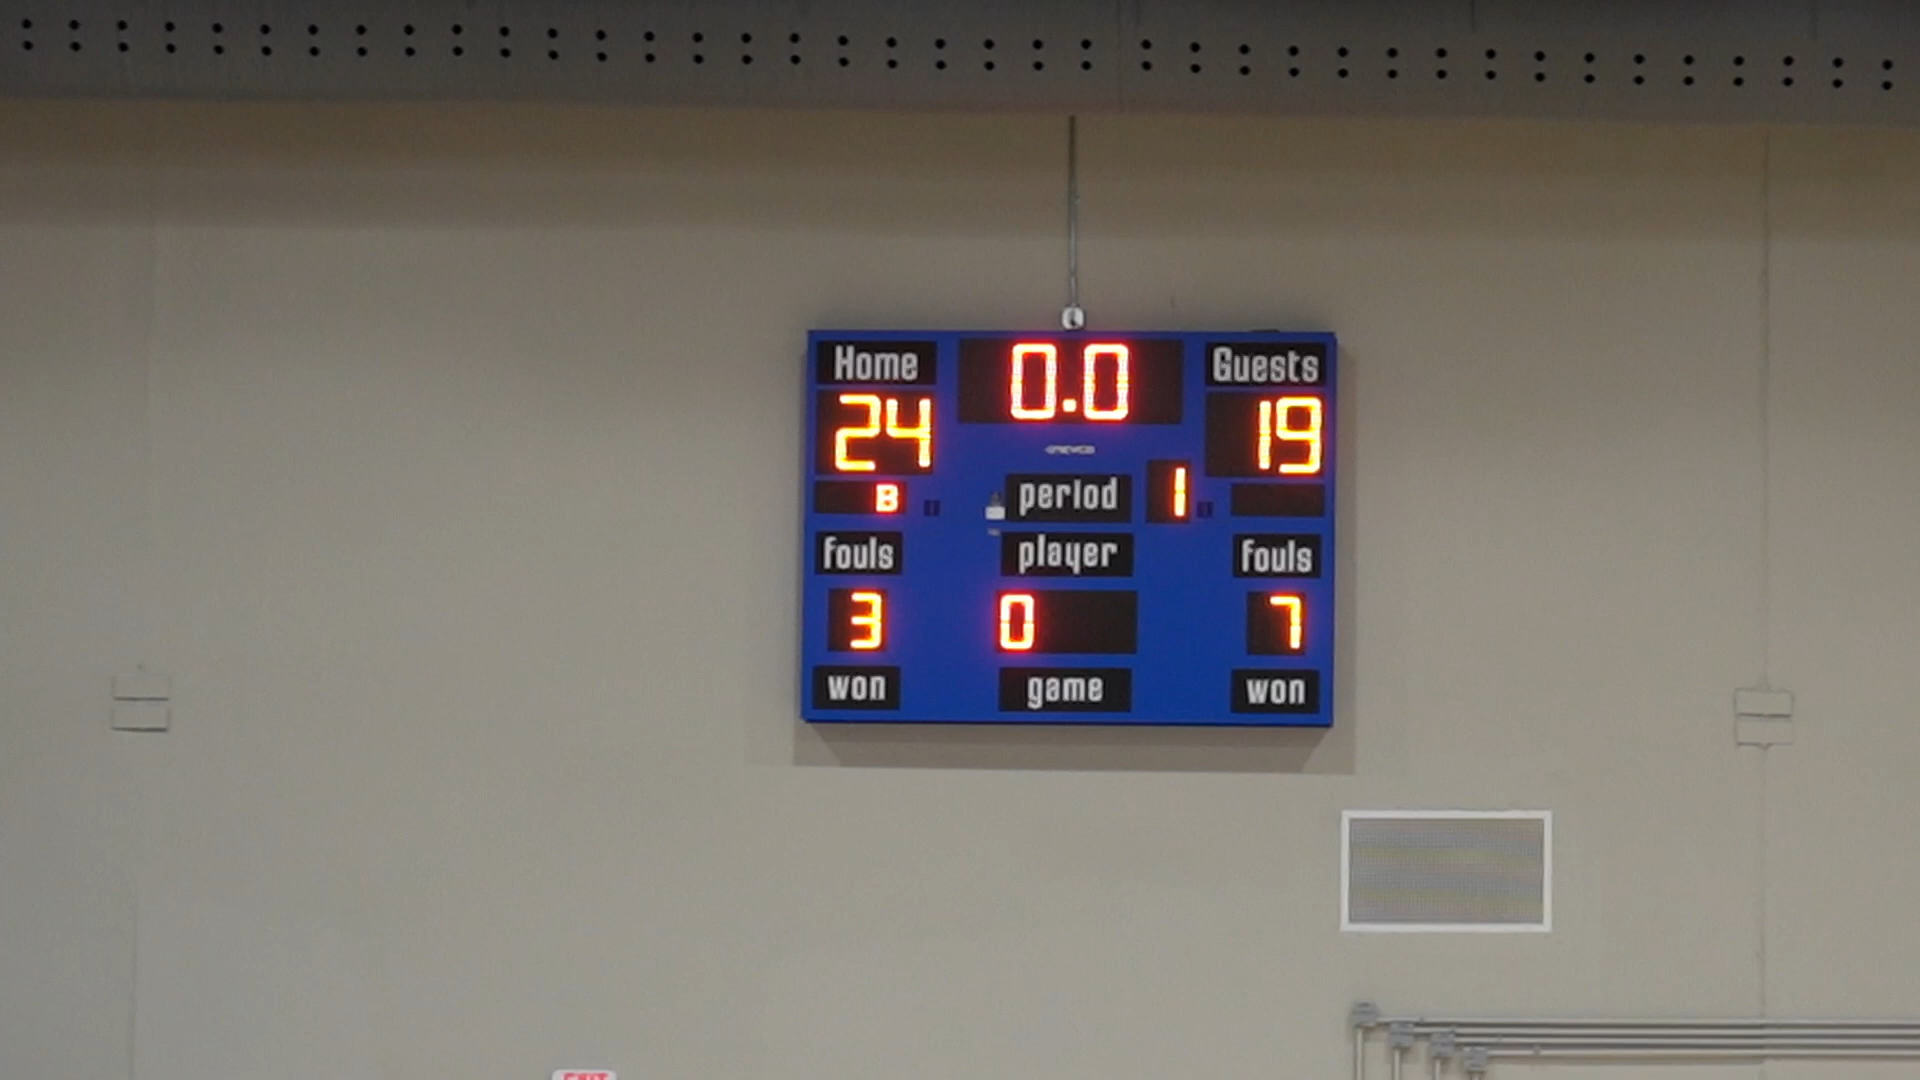 Home 0.0 Guests
24 19
B period 1
fouls player fouls
3 0 7
won game won